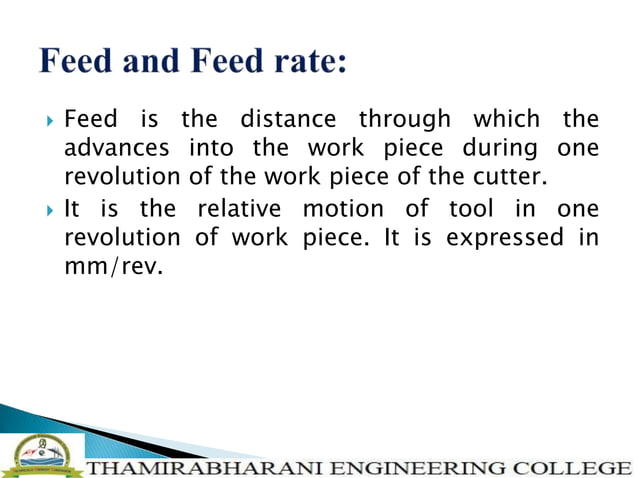 Feed and Feed rate:
Feed is the distance through which the
advances into the work piece during one
revolution of the work piece of the cutter.
It is the relative motion of tool in one
revolution of work piece. It is expressed in
mm/rev.
THAMIRABHARANI ENGINEERING COLLEGE